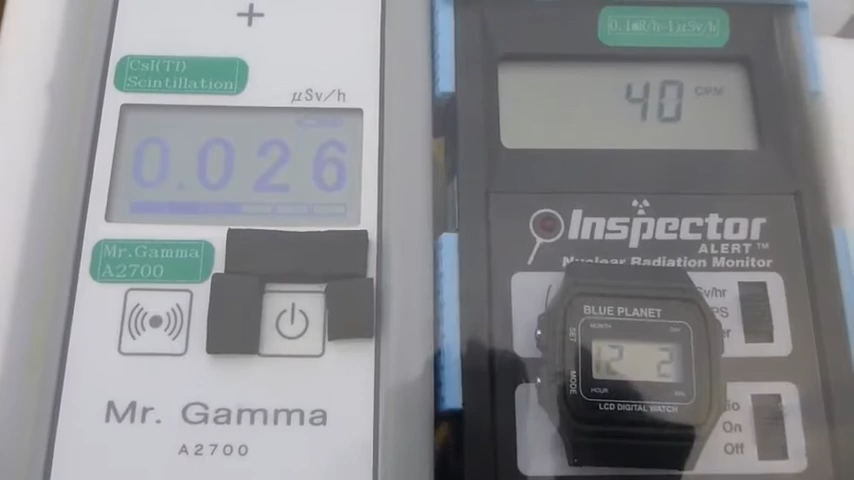 +
CsI(Tl)
Scintillation
μSv/h
0.026
Mr.Gamma
A2700
Mr. Gamma
A2700
0.1mR/h=1μSv/h
40 CPM
Inspector
ALERT™
Nuclear Radiation Monitor
Sv/hr
BLUE PLANET
MONTH
DAY
SET
MODE
12 2
HOUR
LCD DIGITAL WATCH
On
Off